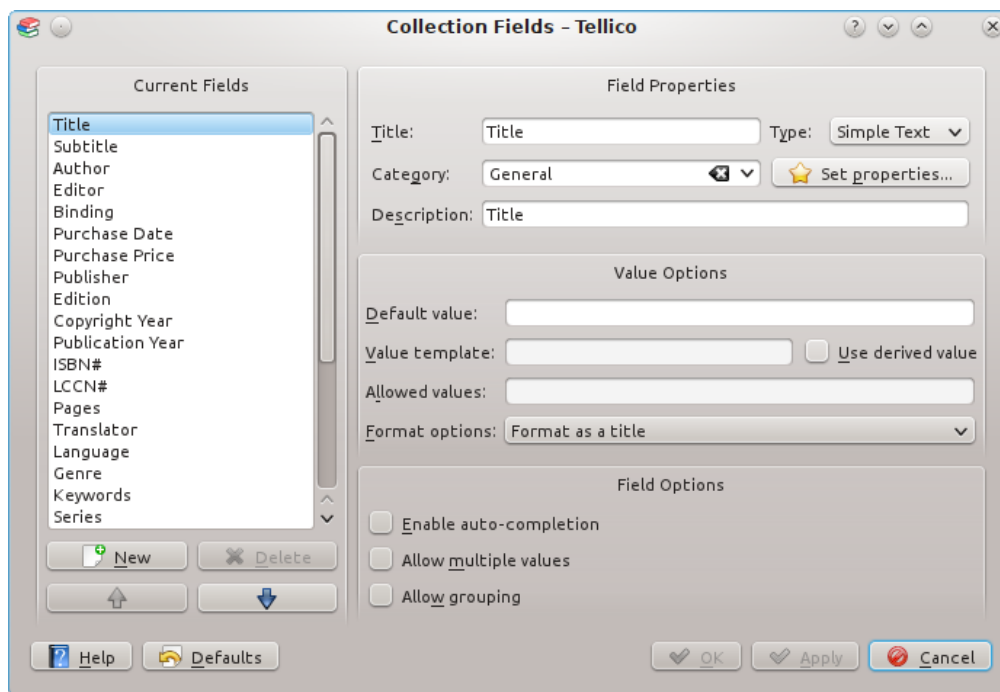 Collection Fields – Tellico
Current Fields
Title
Subtitle
Author
Editor
Binding
Purchase Date
Purchase Price
Publisher
Edition
Copyright Year
Publication Year
ISBN#
LCCN#
Pages
Translator
Language
Genre
Keywords
Series
New Delete
Field Properties
Title: Title Type: Simple Text
Category: General Set properties...
Description: Title
Value Options
Default value:
Value template: Use derived value
Allowed values:
Format options: Format as a title
Field Options
Enable auto-completion
Allow multiple values
Allow grouping
Help Defaults OK Apply Cancel